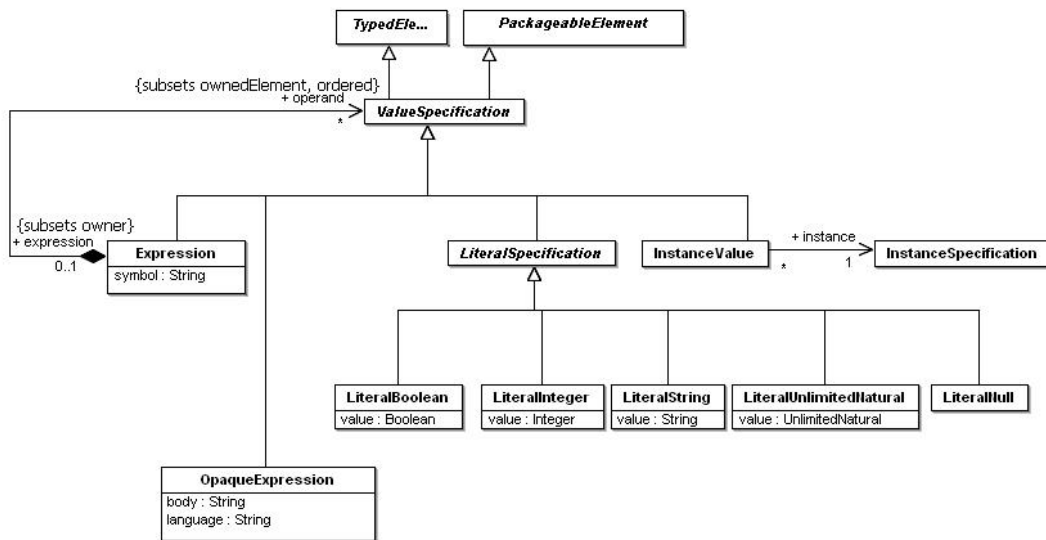 TypedEle...
PackageableElement
{subsets ownedElement, ordered}
+ operand
*
ValueSpecification
{subsets owner}
+ expression
0..1
Expression
symbol : String
LiteralSpecification
InstanceValue
+ instance
*
1
InstanceSpecification
LiteralBoolean
value : Boolean
LiteralInteger
value : Integer
LiteralString
value : String
LiteralUnlimitedNatural
value : UnlimitedNatural
LiteralNull
OpaqueExpression
body : String
language : String